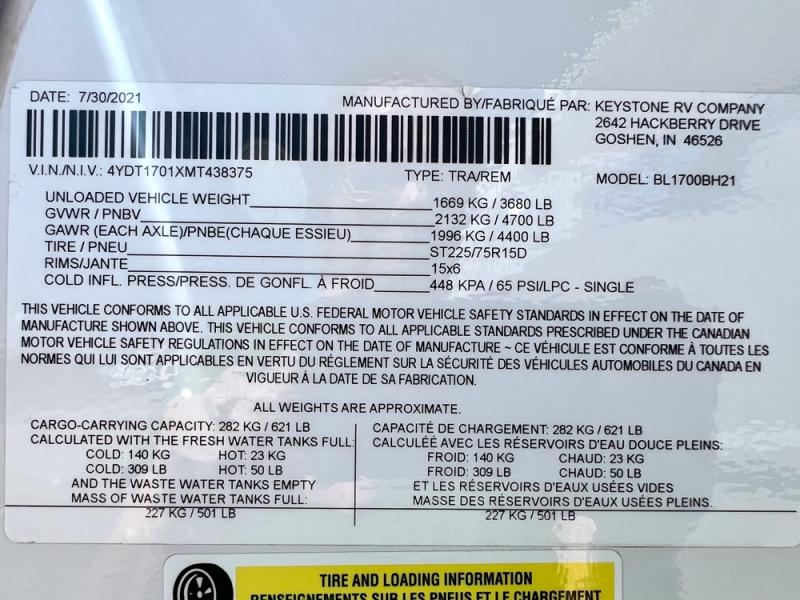 DATE: 7/30/2021
MANUFACTURED BY/FABRIQUÉ PAR: KEYSTONE RV COMPANY
2642 HACKBERRY DRIVE
GOSHEN, IN 46526
V.I.N./N.I.V.: 4YDT1701XMT438375
TYPE: TRA/REM
MODEL: BL1700BH21
UNLOADED VEHICLE WEIGHT 1669 KG / 3680 LB
GVWR / PNBV 2132 KG / 4700 LB
GAWR (EACH AXLE)/PNBE(CHAQUE ESSIEU) 1996 KG / 4400 LB
TIRE / PNEU ST225/75R15D
RIMS/JANTE 15x6
COLD INFL. PRESS/PRESS. DE GONFL. À FROID 448 KPA / 65 PSI/LPC - SINGLE
THIS VEHICLE CONFORMS TO ALL APPLICABLE U.S. FEDERAL MOTOR VEHICLE SAFETY STANDARDS IN EFFECT ON THE DATE OF
MANUFACTURE SHOWN ABOVE. THIS VEHICLE CONFORMS TO ALL APPLICABLE STANDARDS PRESCRIBED UNDER THE CANADIAN
MOTOR VEHICLE SAFETY REGULATIONS IN EFFECT ON THE DATE OF MANUFACTURE ~ CE VÉHICULE EST CONFORME À TOUTES LES
NORMES QUI LUI SONT APPLICABLES EN VERTU DU RÉGLEMENT SUR LA SÉCURITÉ DES VÉHICULES AUTOMOBILES DU CANADA EN
VIGUEUR À LA DATE DE SA FABRICATION.
ALL WEIGHTS ARE APPROXIMATE.
CARGO-CARRYING CAPACITY: 282 KG / 621 LB
CALCULATED WITH THE FRESH WATER TANKS FULL:
COLD: 140 KG HOT: 23 KG
COLD: 309 LB HOT: 50 LB
AND THE WASTE WATER TANKS EMPTY
MASS OF WASTE WATER TANKS FULL:
227 KG / 501 LB
CAPACITÉ DE CHARGEMENT: 282 KG / 621 LB
CALCULÉE AVEC LES RÉSERVOIRS D'EAU DOUCE PLEINS:
FROID: 140 KG CHAUD: 23 KG
FROID: 309 LB CHAUD: 50 LB
ET LES RÉSERVOIRS D'EAUX USÉES VIDES
MASSE DES RÉSERVOIRS D'EAUX USÉES PLEINS.
227 KG / 501 LB
TIRE AND LOADING INFORMATION
RENSEIGNEMENTS SUR LES PNEUS ET LE CHARGEMENT